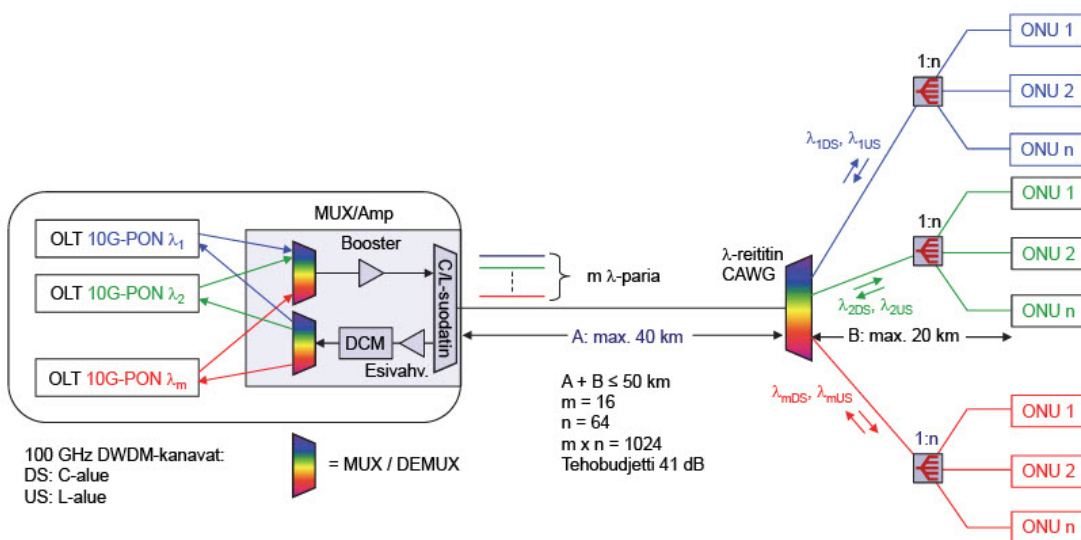 OLT 10G-PON λ1
OLT 10G-PON λ2
OLT 10G-PON λm
MUX/Amp
Booster
C/L-suodatin
DCM
Esivahv.
100 GHz DWDM-kanavat:
DS: C-alue
US: L-alue
= MUX / DEMUX
m λ-paria
A: max. 40 km
A + B ≤ 50 km
m = 16
n = 64
m x n = 1024
Tehobudjetti 41 dB
λ-reititin
CAWG
B: max. 20 km
λ1DS, λ1US
1:n
ONU 1
ONU 2
ONU n
λ2DS, λ2US
1:n
ONU 1
ONU 2
ONU n
λmDS, λmUS
1:n
ONU 1
ONU 2
ONU n